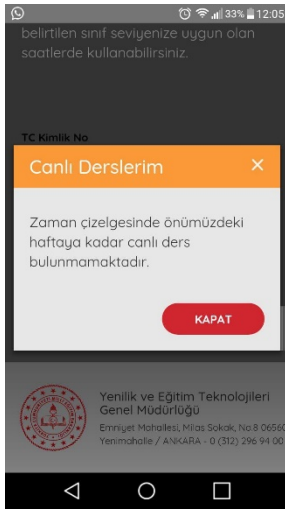 33% 12:05
belirtilen sınıf seviyenize uygun olan
saatlerde kullanabilirsiniz.
TC Kimlik No
Canlı Derslerim ×
Zaman çizelgesinde önümüzdeki
haftaya kadar canlı ders
bulunmamaktadır.
KAPAT
Yenilik ve Eğitim Teknolojileri
Genel Müdürlüğü
Emniyet Mahallesi, Milas Sokak, No:8 06560
Yenimahalle / ANKARA - 0 (312) 296 94 00